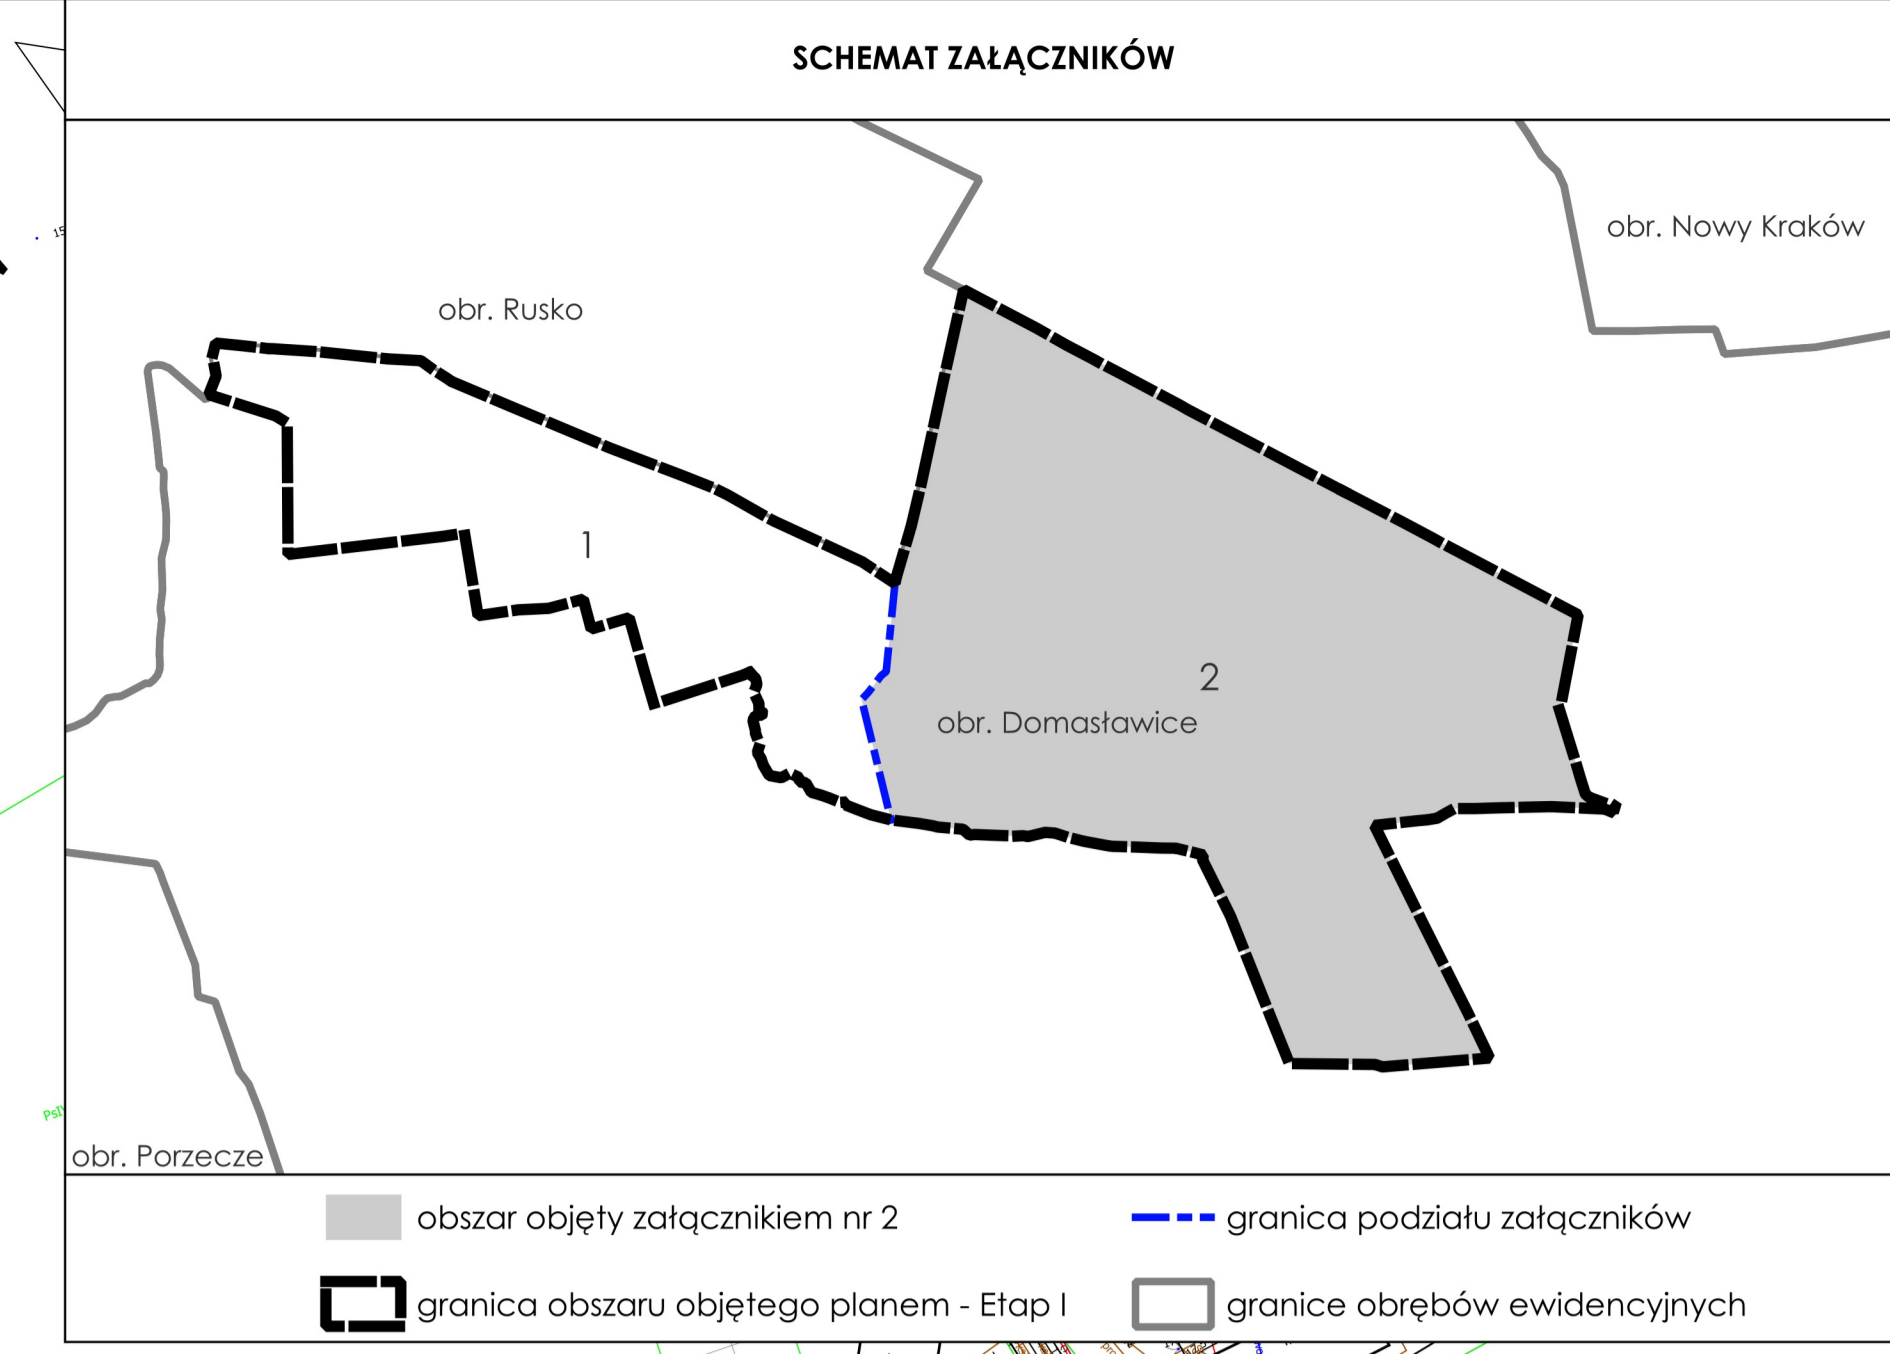 SCHEMAT ZAŁĄCZNIKÓW
15
obr. Nowy Kraków
obr. Rusko
1
2
obr. Domasławice
obr. Porzecze
obszar objęty załącznikiem nr 2
granica podziału załączników
granica obszaru objętego planem - Etap I
granice obrębów ewidencyjnych